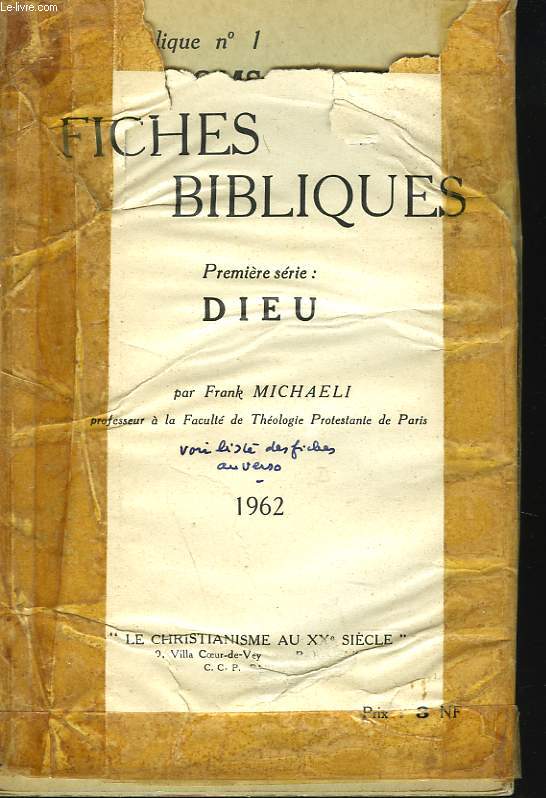 Le-livre.com
blique n° 1
FICHES
BIBLIQUES
Première série :
DIEU
par Frank MICHAELI
professeur à la Faculté de Théologie Protestante de Paris
voir liste des fiches
au verso
1962
" LE CHRISTIANISME AU XXe SIÈCLE "
9, Villa Cœur-de-Vey
C. C. P.
Prix : 3 NF